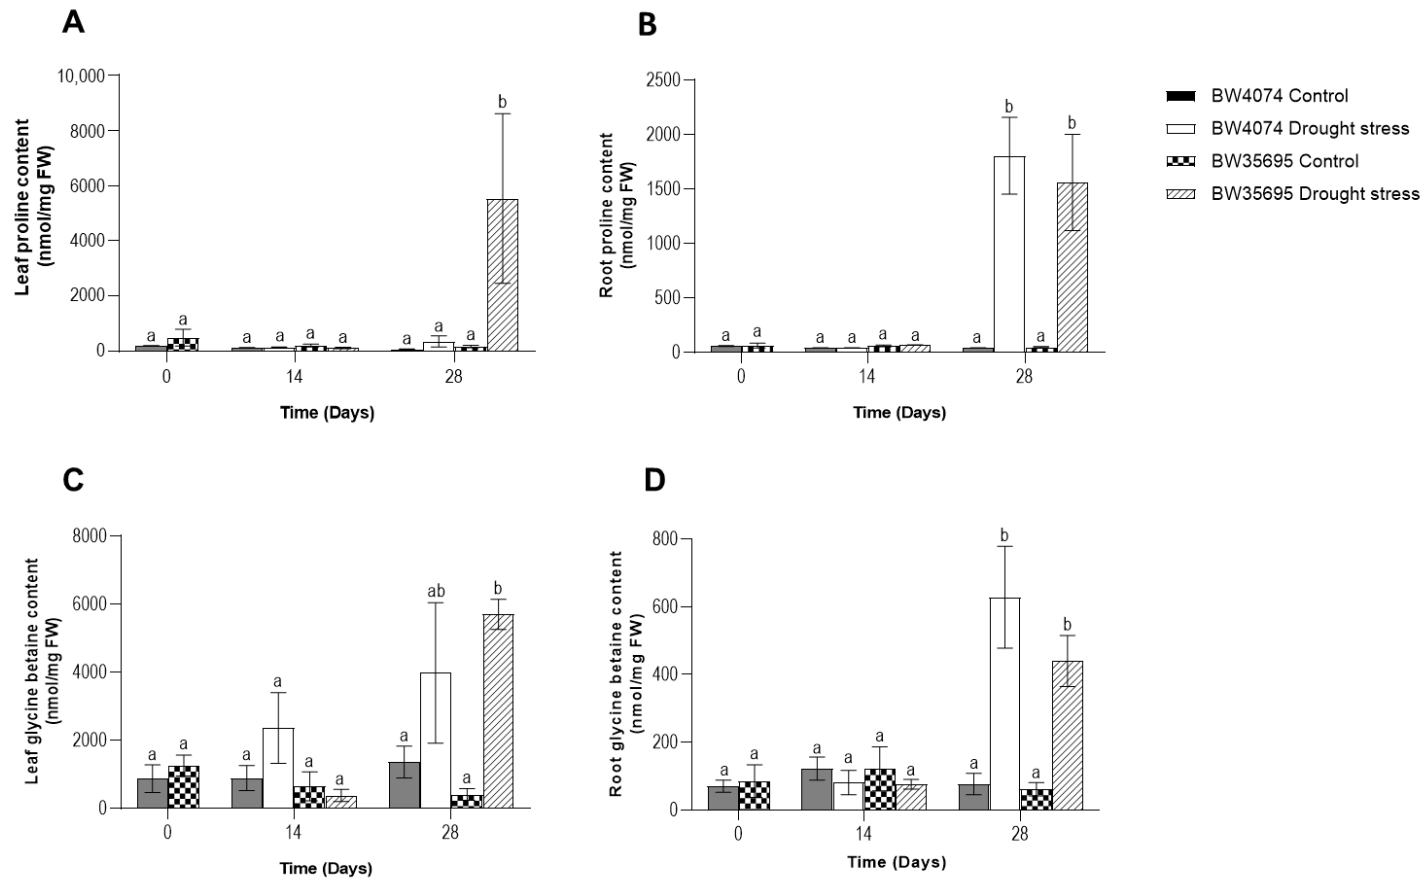 A
B
10,000
8000
6000
4000
2000
0
Leaf proline content
(nmol/mg FW)
a
a
a
a
a
a
a
a
a
b
0
14
28
Time (Days)
2500
2000
1500
1000
500
0
Root proline content
(nmol/mg FW)
a
a
a
a
a
a
a
b
a
b
0
14
28
Time (Days)
BW4074 Control
BW4074 Drought stress
BW35695 Control
BW35695 Drought stress
C
D
8000
6000
4000
2000
0
Leaf glycine betaine content
(nmol/mg FW)
a
a
a
a
a
a
a
ab
a
b
0
14
28
Time (Days)
800
600
400
200
0
Root glycine betaine content
(nmol/mg FW)
a
a
a
a
a
a
a
b
a
b
0
14
28
Time (Days)